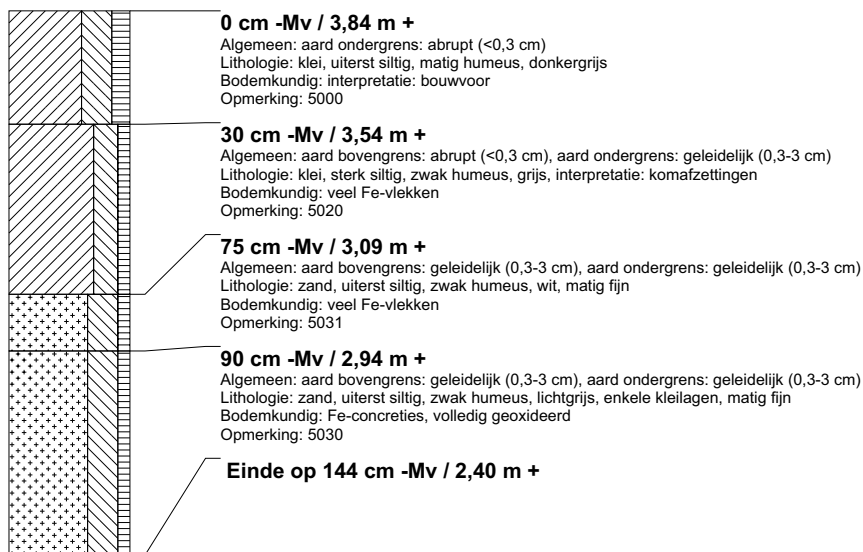 0 cm -Mv / 3,84 m +
Algemeen: aard ondergrens: abrupt (<0,3 cm)
Lithologie: klei, uiterst siltig, matig humeus, donkergrijs
Bodemkundig: interpretatie: bouwvoor
Opmerking: 5000
30 cm -Mv / 3,54 m +
Algemeen: aard bovengrens: abrupt (<0,3 cm), aard ondergrens: geleidelijk (0,3-3 cm)
Lithologie: klei, sterk siltig, zwak humeus, grijs, interpretatie: komafzettingen
Bodemkundig: veel Fe-vlekken
Opmerking: 5020
75 cm -Mv / 3,09 m +
Algemeen: aard bovengrens: geleidelijk (0,3-3 cm), aard ondergrens: geleidelijk (0,3-3 cm)
Lithologie: zand, uiterst siltig, zwak humeus, wit, matig fijn
Bodemkundig: veel Fe-vlekken
Opmerking: 5031
90 cm -Mv / 2,94 m +
Algemeen: aard bovengrens: geleidelijk (0,3-3 cm), aard ondergrens: geleidelijk (0,3-3 cm)
Lithologie: zand, uiterst siltig, zwak humeus, lichtgrijs, enkele kleilagen, matig fijn
Bodemkundig: Fe-concreties, volledig geoxideerd
Opmerking: 5030
Einde op 144 cm -Mv / 2,40 m +